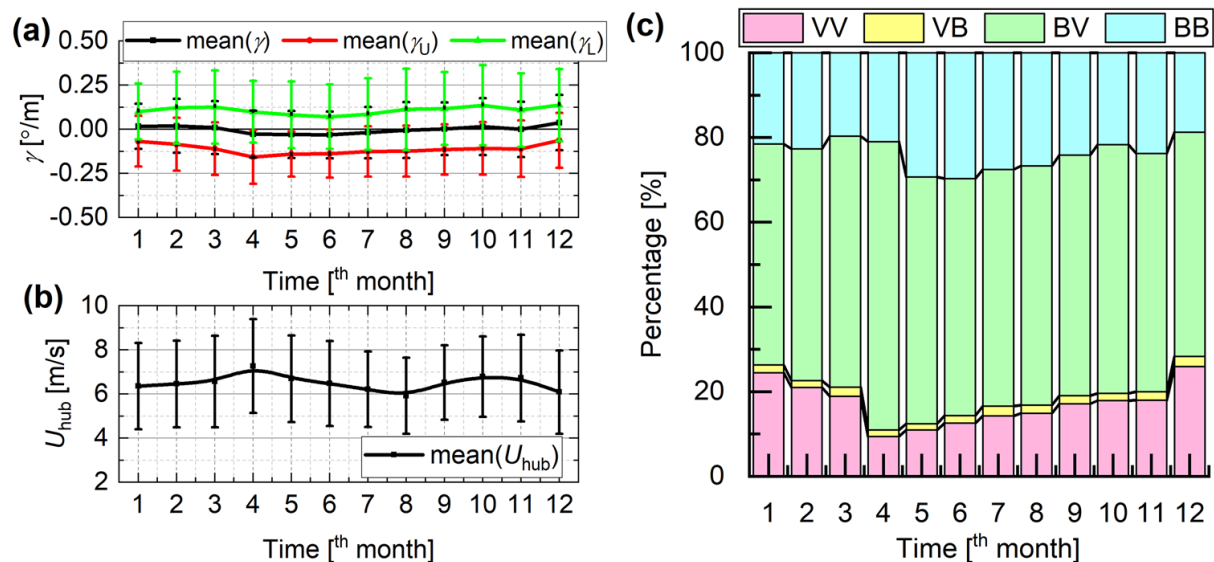 (a)
mean(γ) mean(γU) mean(γL)
0.50
0.25
0.00
-0.25
-0.50
γ [°/m]
1 2 3 4 5 6 7 8 9 10 11 12
Time [th month]
(b)
10
8
6
4
2
Uhub [m/s]
mean(Uhub)
1 2 3 4 5 6 7 8 9 10 11 12
Time [th month]
(c)
VV VB BV BB
100
80
60
40
20
0
Percentage [%]
1 2 3 4 5 6 7 8 9 10 11 12
Time [th month]